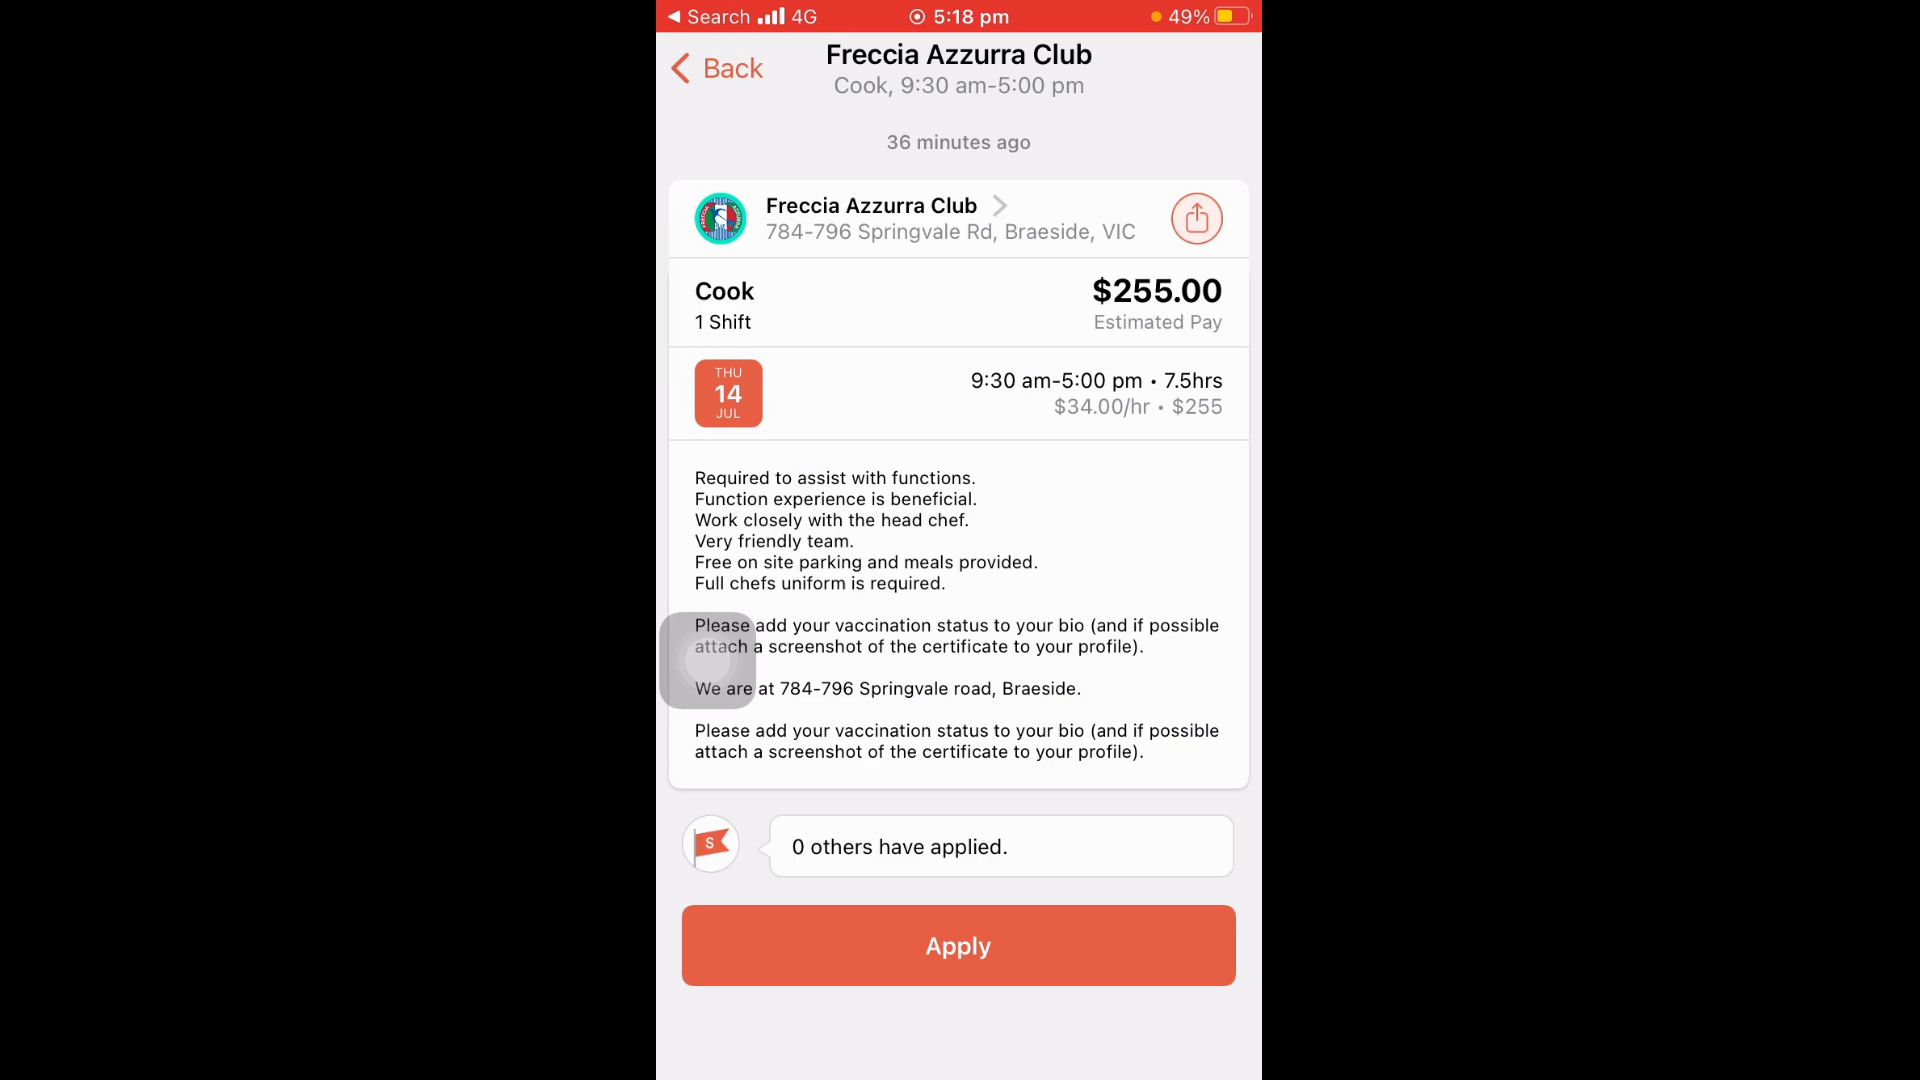 Search 4G 5:18 pm 49%
Back
Freccia Azzurra Club
Cook, 9:30 am-5:00 pm
36 minutes ago
Freccia Azzurra Club
784-796 Springvale Rd, Braeside, VIC
Cook $255.00
1 Shift Estimated Pay
THU
14
JUL
9:30 am-5:00 pm • 7.5hrs
$34.00/hr • $255
Required to assist with functions.
Function experience is beneficial.
Work closely with the head chef.
Very friendly team.
Free on site parking and meals provided.
Full chefs uniform is required.
Please add your vaccination status to your bio (and if possible
attach a screenshot of the certificate to your profile).
We are at 784-796 Springvale road, Braeside.
Please add your vaccination status to your bio (and if possible
attach a screenshot of the certificate to your profile).
S
0 others have applied.
Apply